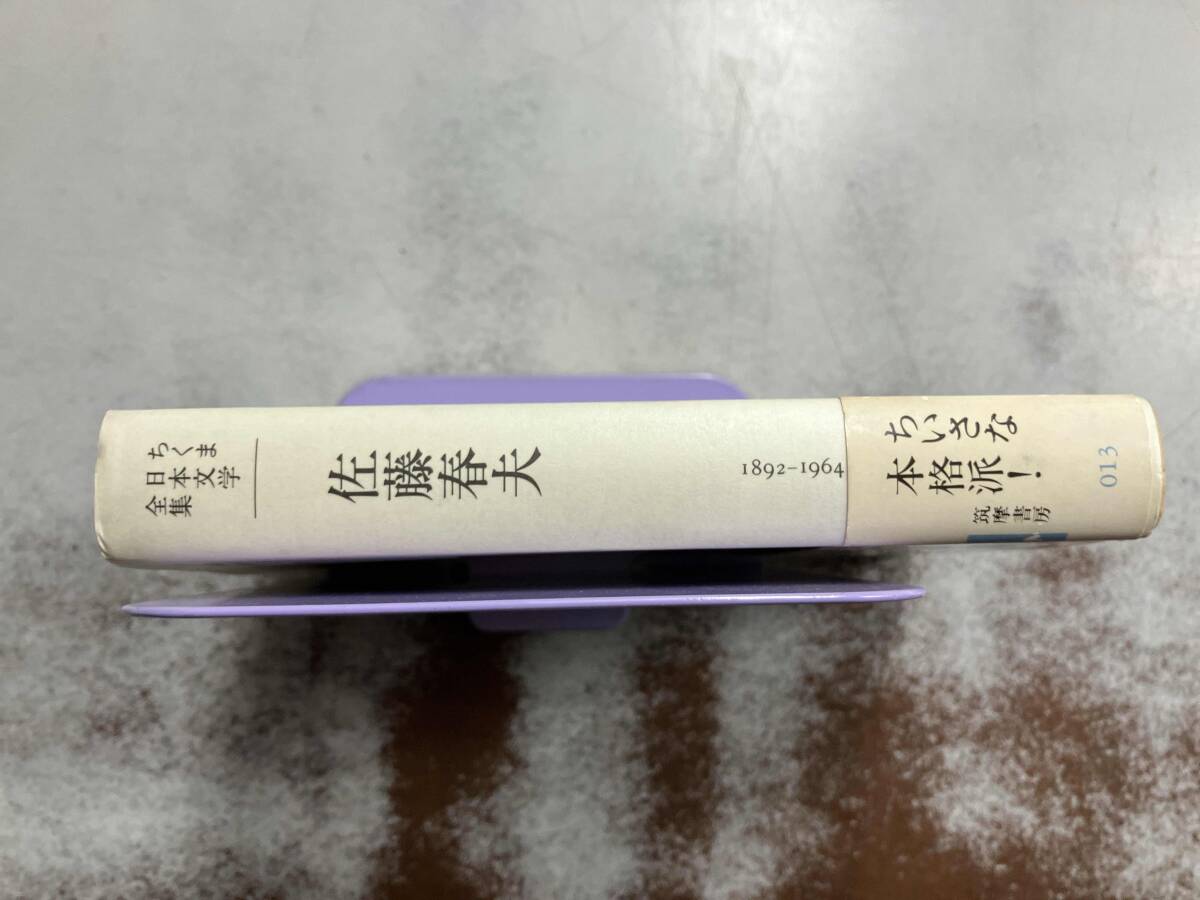 ちくま
日本文学
全集
佐藤春夫
1892–1964
ちいさな
本格派!
筑摩書房
013